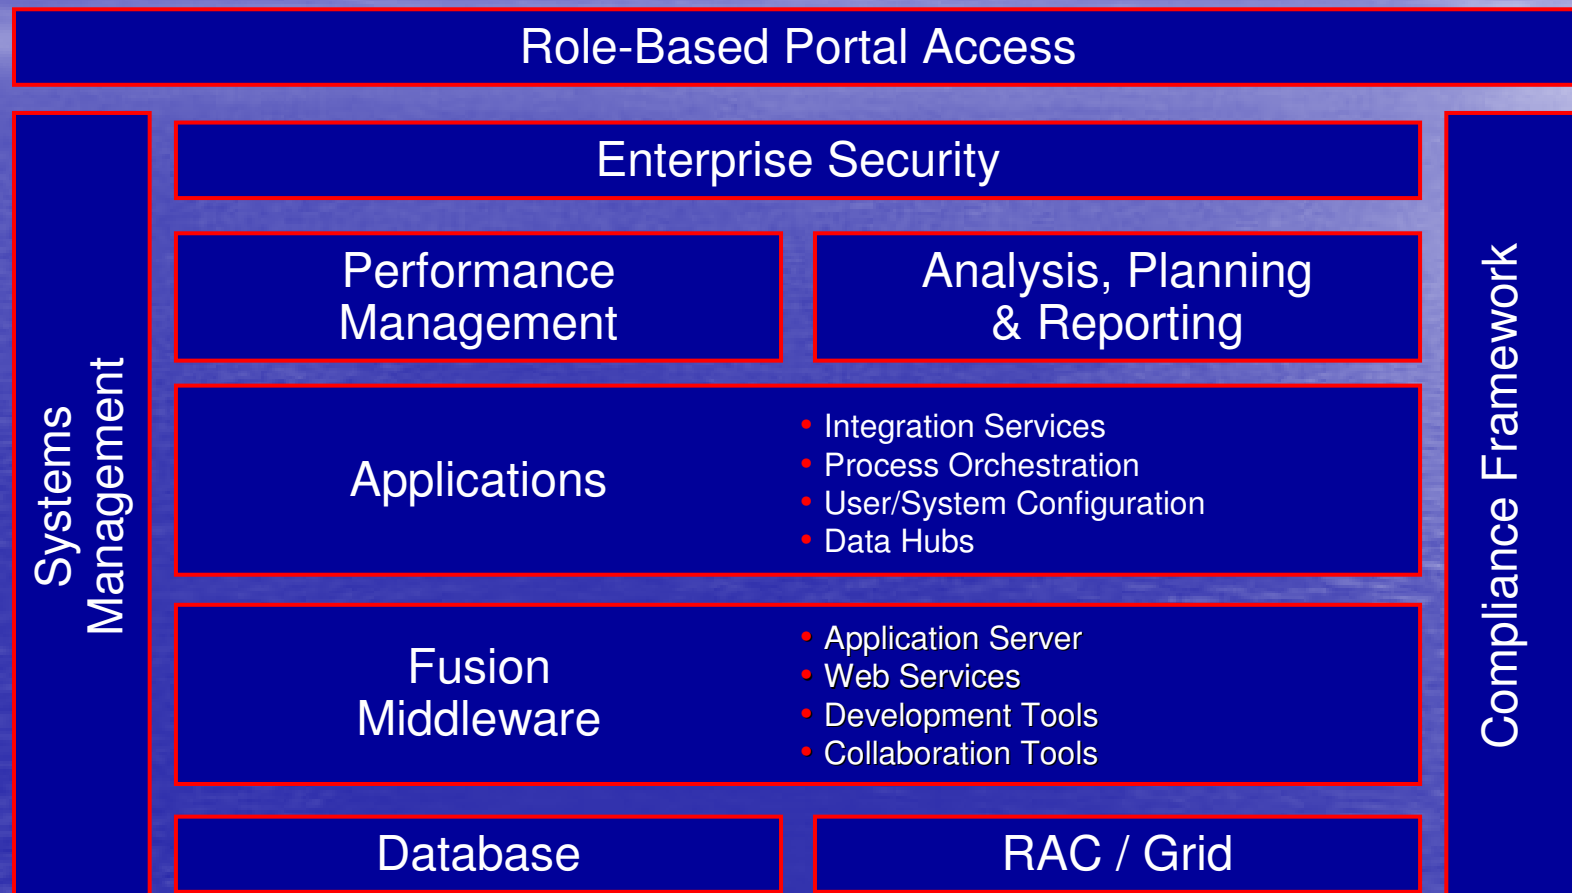 Role-Based Portal Access
Enterprise Security
Systems
Management
Performance
Management
Analysis, Planning
& Reporting
Applications
• Integration Services
• Process Orchestration
• User/System Configuration
• Data Hubs
Fusion
Middleware
• Application Server
• Web Services
• Development Tools
• Collaboration Tools
Database
RAC / Grid
Compliance Framework